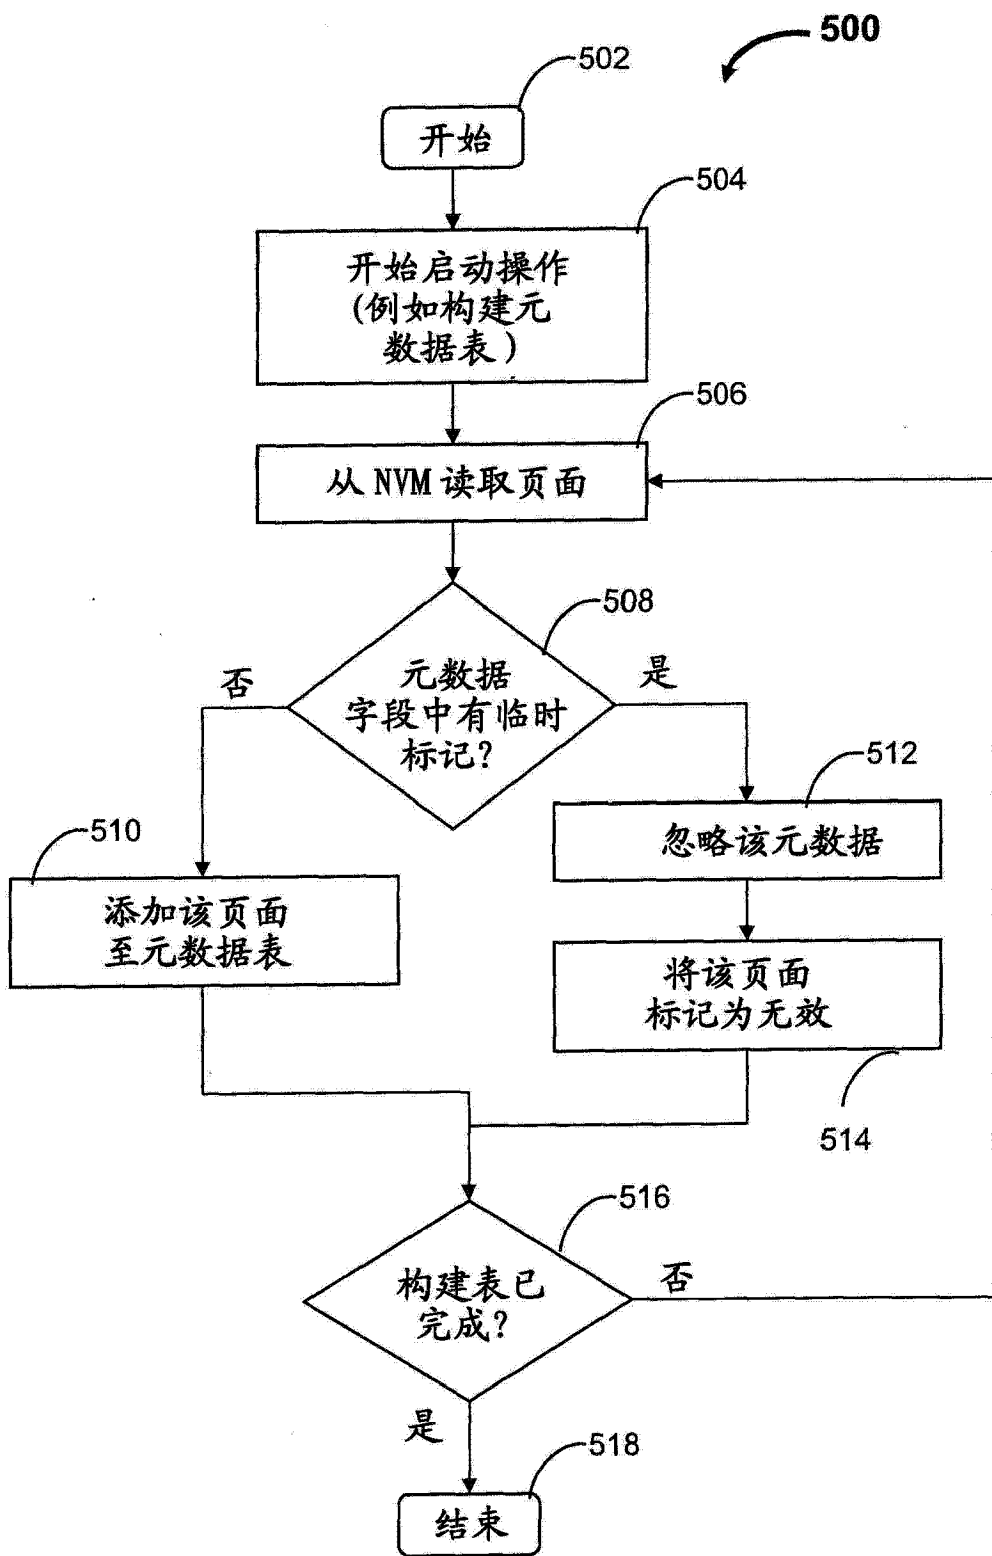 500
502
开始
504
开始启动操作
(例如构建元
数据表)
506
从 NVM 读取页面
508
元数据
字段中有临时
标记?
否
是
512
忽略该元数据
510
添加该页面
至元数据表
将该页面
标记为无效
514
516
构建表已
完成?
否
是
518
结束